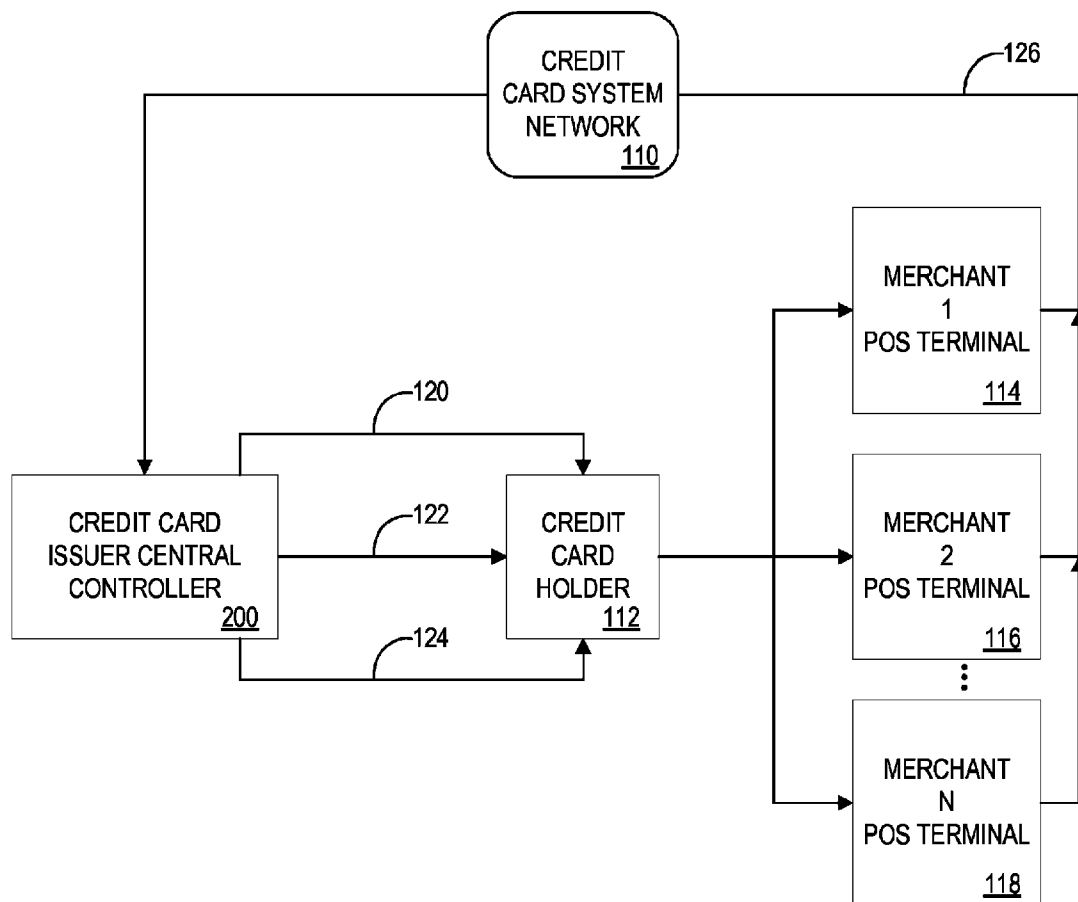 CREDIT
CARD SYSTEM
NETWORK
110
126
MERCHANT
1
POS TERMINAL
114
120
CREDIT CARD
ISSUER CENTRAL
CONTROLLER
200
122
CREDIT
CARD
HOLDER
112
124
MERCHANT
2
POS TERMINAL
116
MERCHANT
N
POS TERMINAL
118